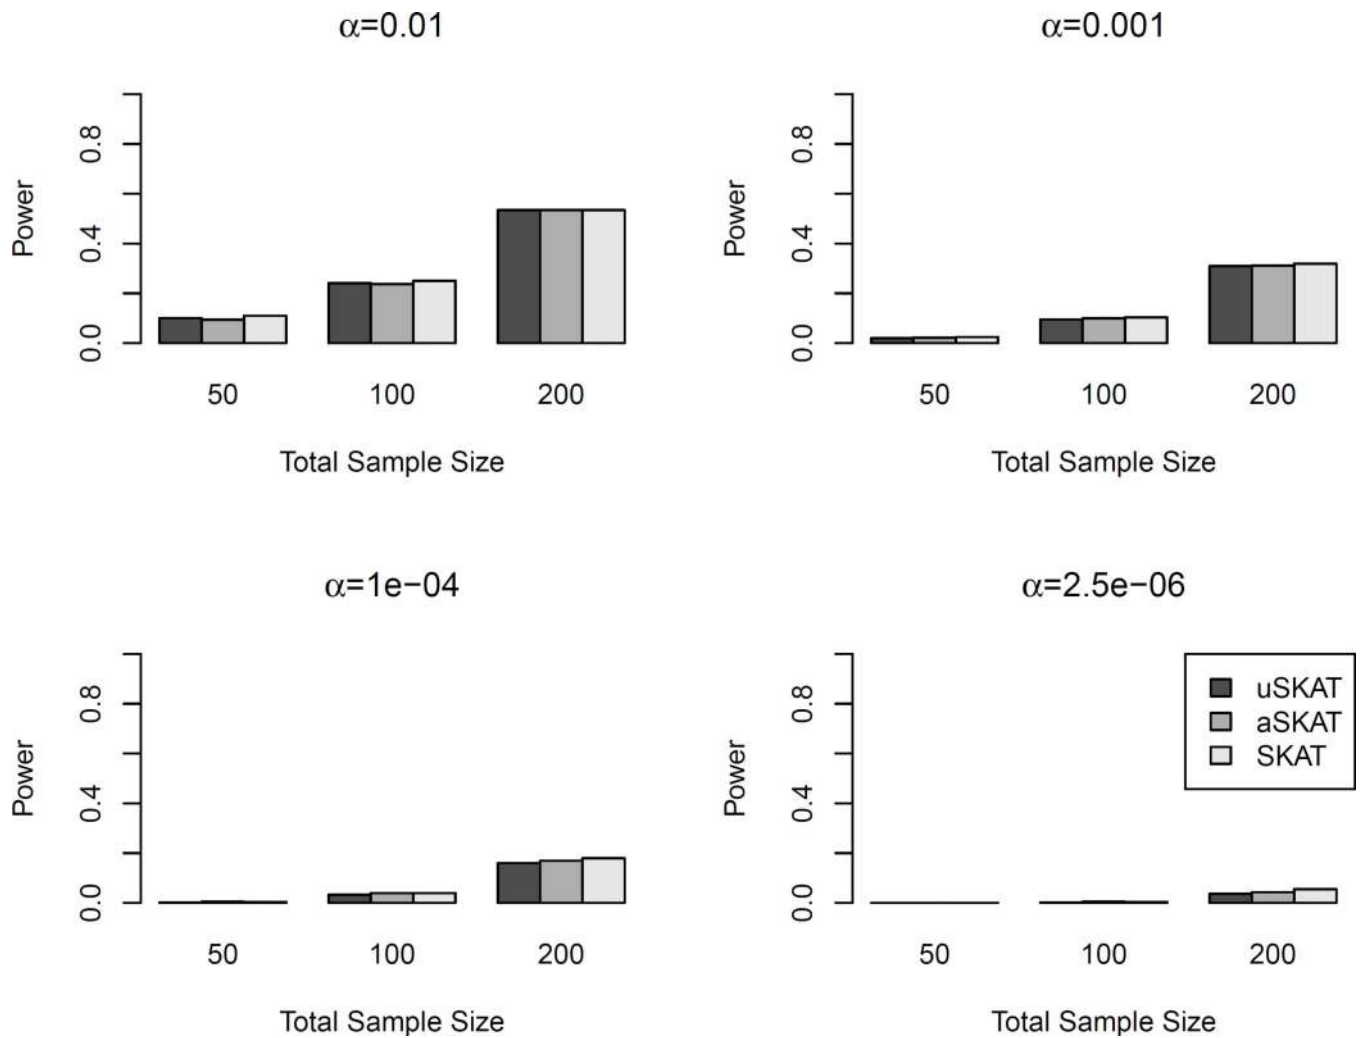 α=0.01
Power
0.0 0.4 0.8
50 100 200
Total Sample Size
α=0.001
Power
0.0 0.4 0.8
50 100 200
Total Sample Size
α=1e−04
Power
0.0 0.4 0.8
50 100 200
Total Sample Size
α=2.5e−06
Power
0.0 0.4 0.8
uSKAT
aSKAT
SKAT
50 100 200
Total Sample Size